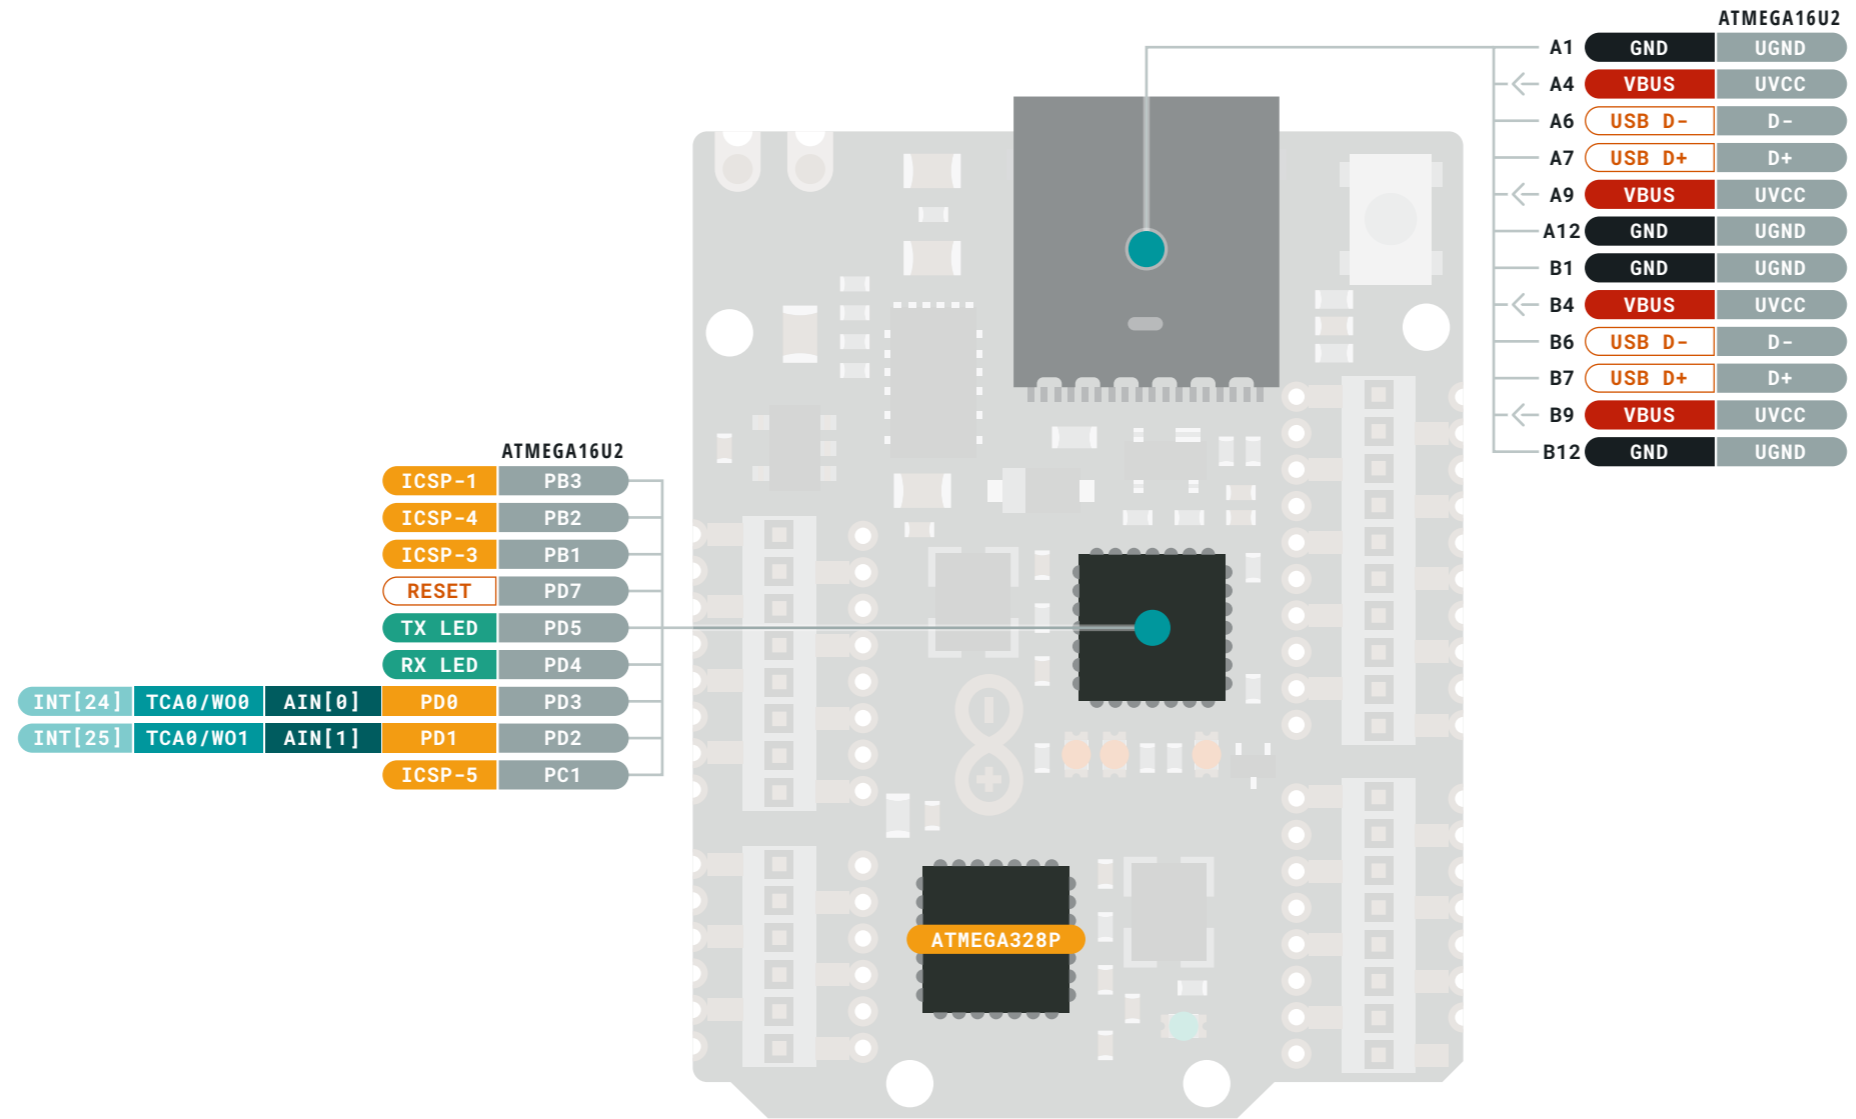 ATMEGA16U2
A1 GND UGND
A4 VBUS UVCC
A6 USB D- D-
A7 USB D+ D+
A9 VBUS UVCC
A12 GND UGND
B1 GND UGND
B4 VBUS UVCC
B6 USB D- D-
B7 USB D+ D+
B9 VBUS UVCC
B12 GND UGND
ATMEGA16U2
ICSP-1 PB3
ICSP-4 PB2
ICSP-3 PB1
RESET PD7
TX LED PD5
RX LED PD4
INT[24] TCA0/WO0 AIN[0] PD0 PD3
INT[25] TCA0/WO1 AIN[1] PD1 PD2
ICSP-5 PC1
ATMEGA328P